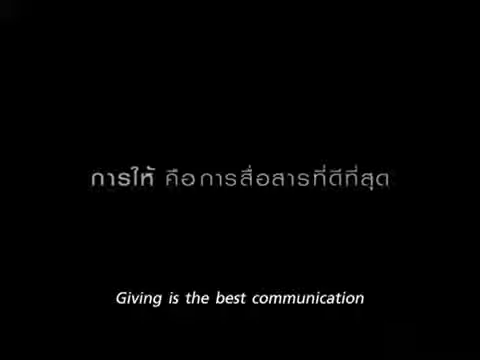 การให้ คือการสื่อสารที่ดีที่สุด
Giving is the best communication